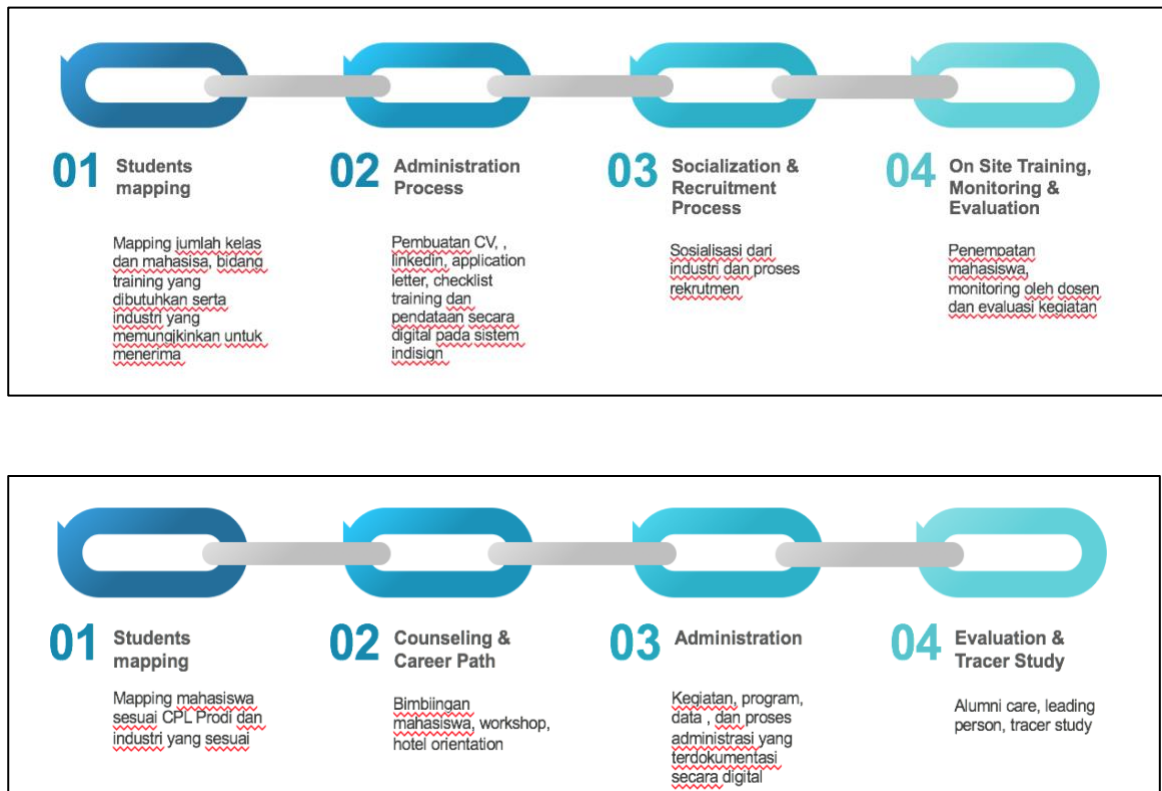 01
Students
mapping
Mapping jumlah kelas
dan mahasisa, bidang
training yang
dibutuhkan serta
industri yang
memungikinkan untuk
menerima
02
Administration
Process
Pembuatan CV, ,
linkedin, application
letter, checklist
training dan
pendataan secara
digital pada sistem
indisign
03
Socialization &
Recruitment
Process
Sosialisasi dari
industri dan proses
rekrutmen
04
On Site Training,
Monitoring &
Evaluation
Penempatan
mahasiswa,
monitoring oleh dosen
dan evaluasi kegiatan
01
Students
mapping
Mapping mahasiswa
sesuai CPL Prodi dan
industri yang sesuai
02
Counseling &
Career Path
Bimbiingan
mahasiswa, workshop,
hotel orientation
03
Administration
Kegiatan, program,
data , dan proses
administrasi yang
terdokumentasi
secara digital
04
Evaluation &
Tracer Study
Alumni care, leading
person, tracer study